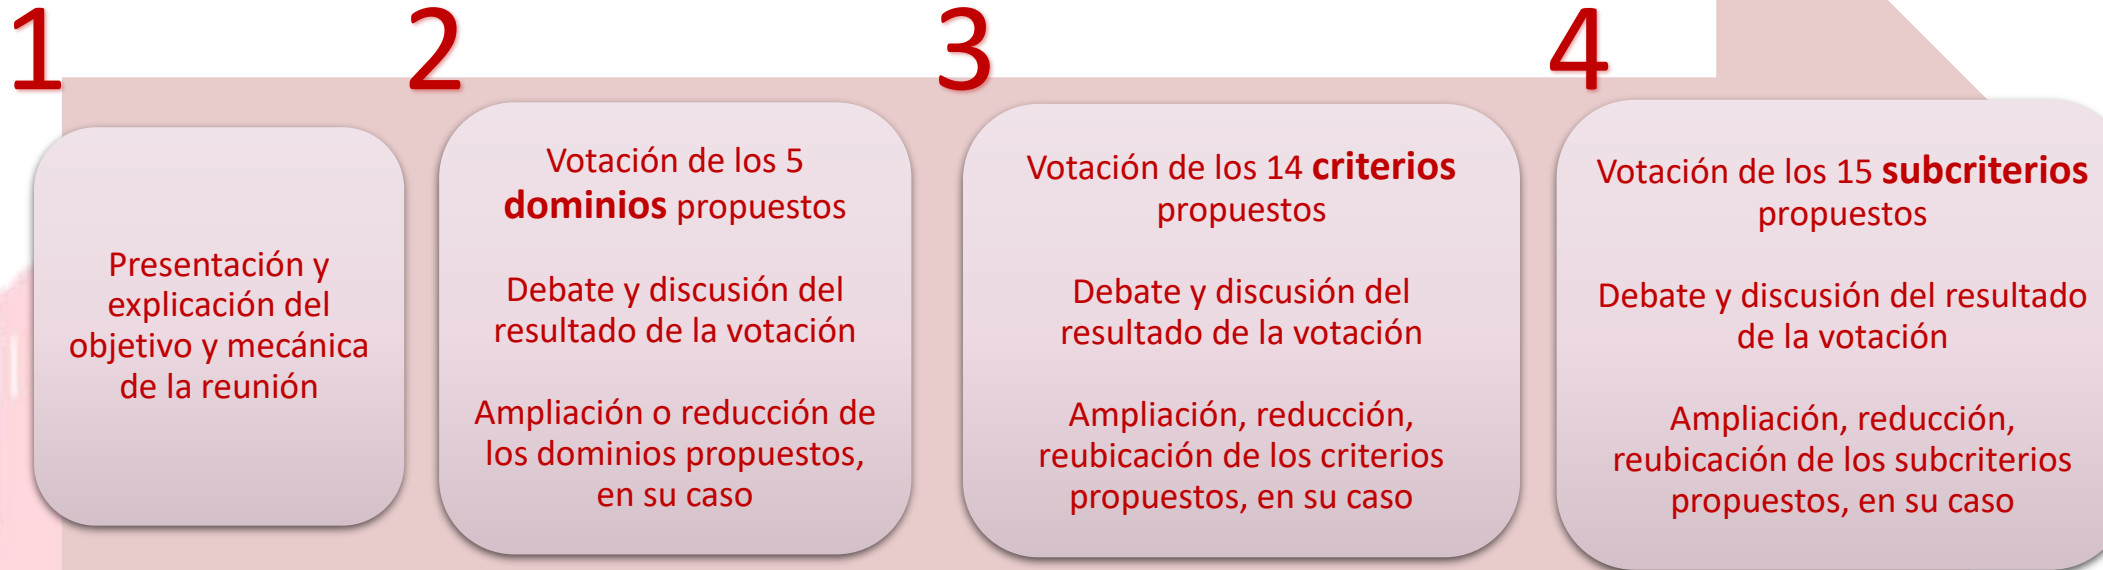 1
Presentación y
explicación del
objetivo y mecánica
de la reunión
2
Votación de los 5
dominios propuestos
Debate y discusión del
resultado de la votación
Ampliación o reducción de
los dominios propuestos,
en su caso
3
Votación de los 14 criterios
propuestos
Debate y discusión del
resultado de la votación
Ampliación, reducción,
reubicación de los criterios
propuestos, en su caso
4
Votación de los 15 subcriterios
propuestos
Debate y discusión del resultado
de la votación
Ampliación, reducción,
reubicación de los subcriterios
propuestos, en su caso